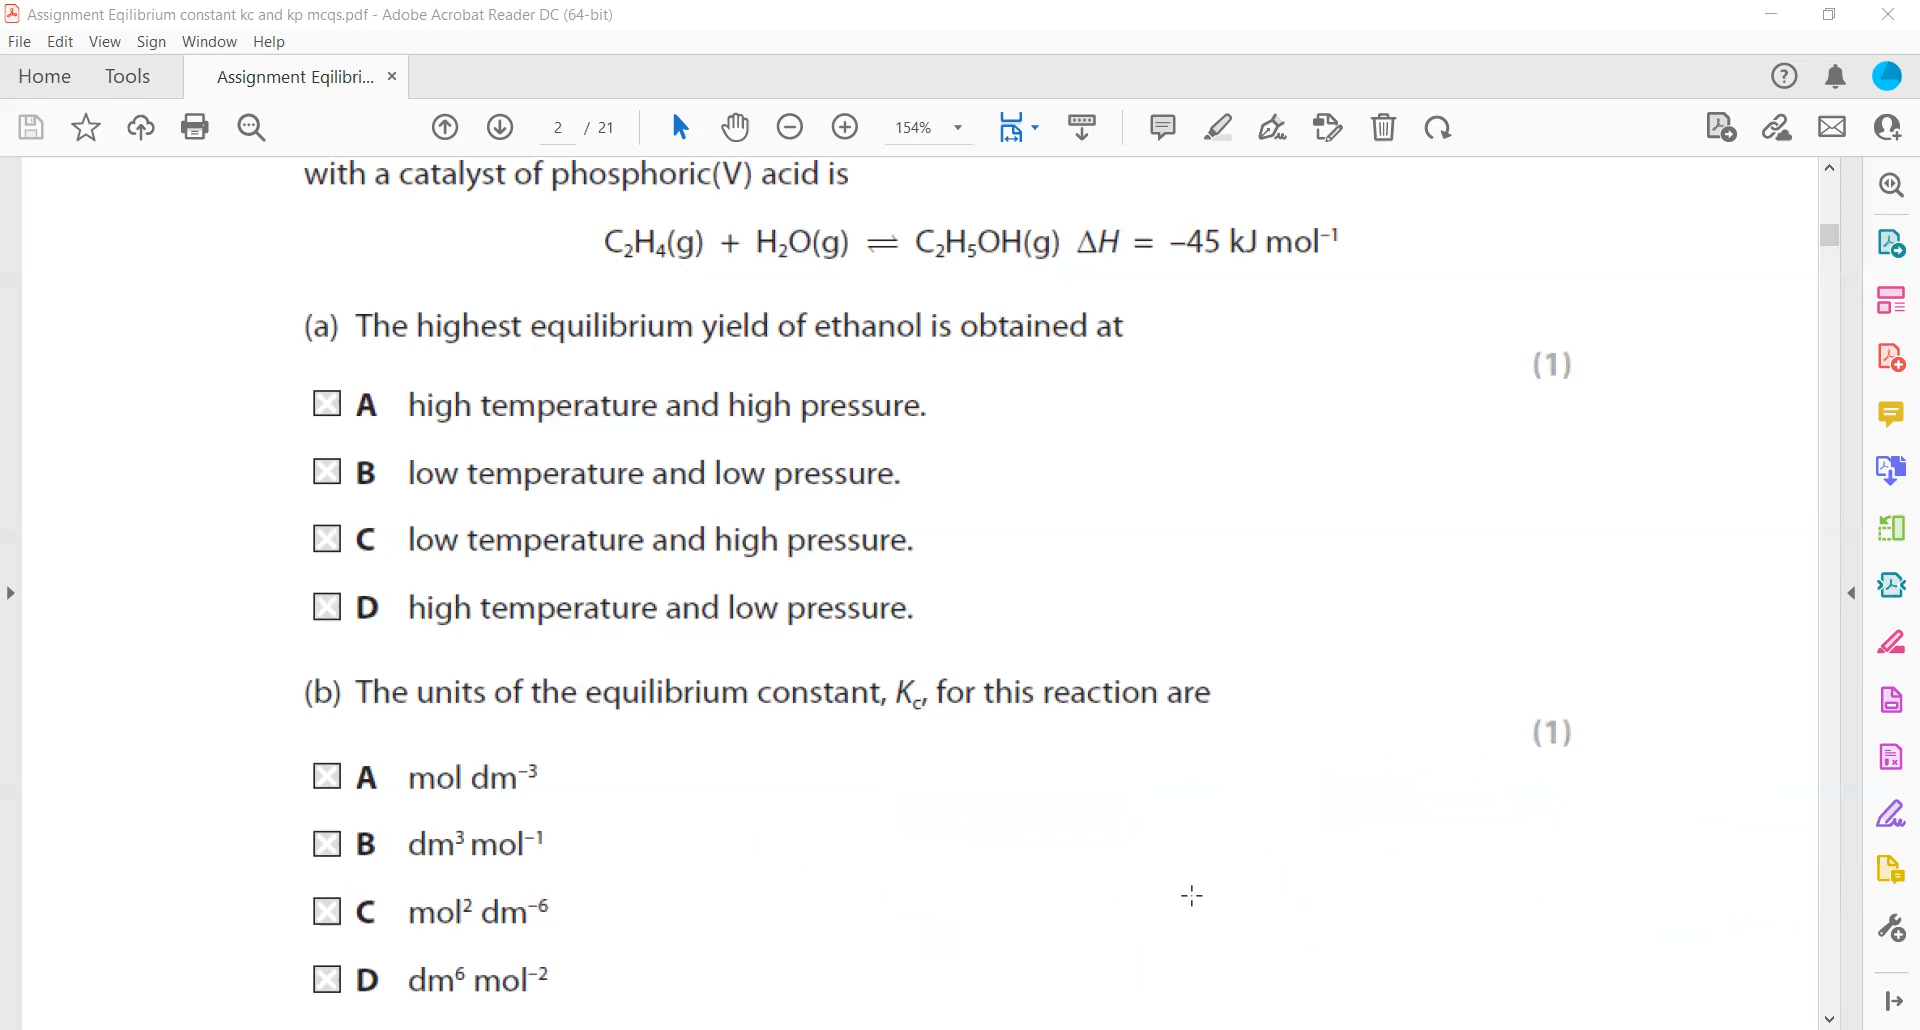 Assignment Eqilibrium constant kc and kp mcqs.pdf - Adobe Acrobat Reader DC (64-bit)
File Edit View Sign Window Help
Home Tools Assignment Eqilibri... ×
2 / 21 154%
with a catalyst of phosphoric(V) acid is
C₂H₄(g) + H₂O(g) ⇌ C₂H₅OH(g) ΔH = –45 kJ mol⁻¹
(a) The highest equilibrium yield of ethanol is obtained at
(1)
A high temperature and high pressure.
B low temperature and low pressure.
C low temperature and high pressure.
D high temperature and low pressure.
(b) The units of the equilibrium constant, K꜀, for this reaction are
(1)
A mol dm⁻³
B dm³ mol⁻¹
C mol² dm⁻⁶
D dm⁶ mol⁻²